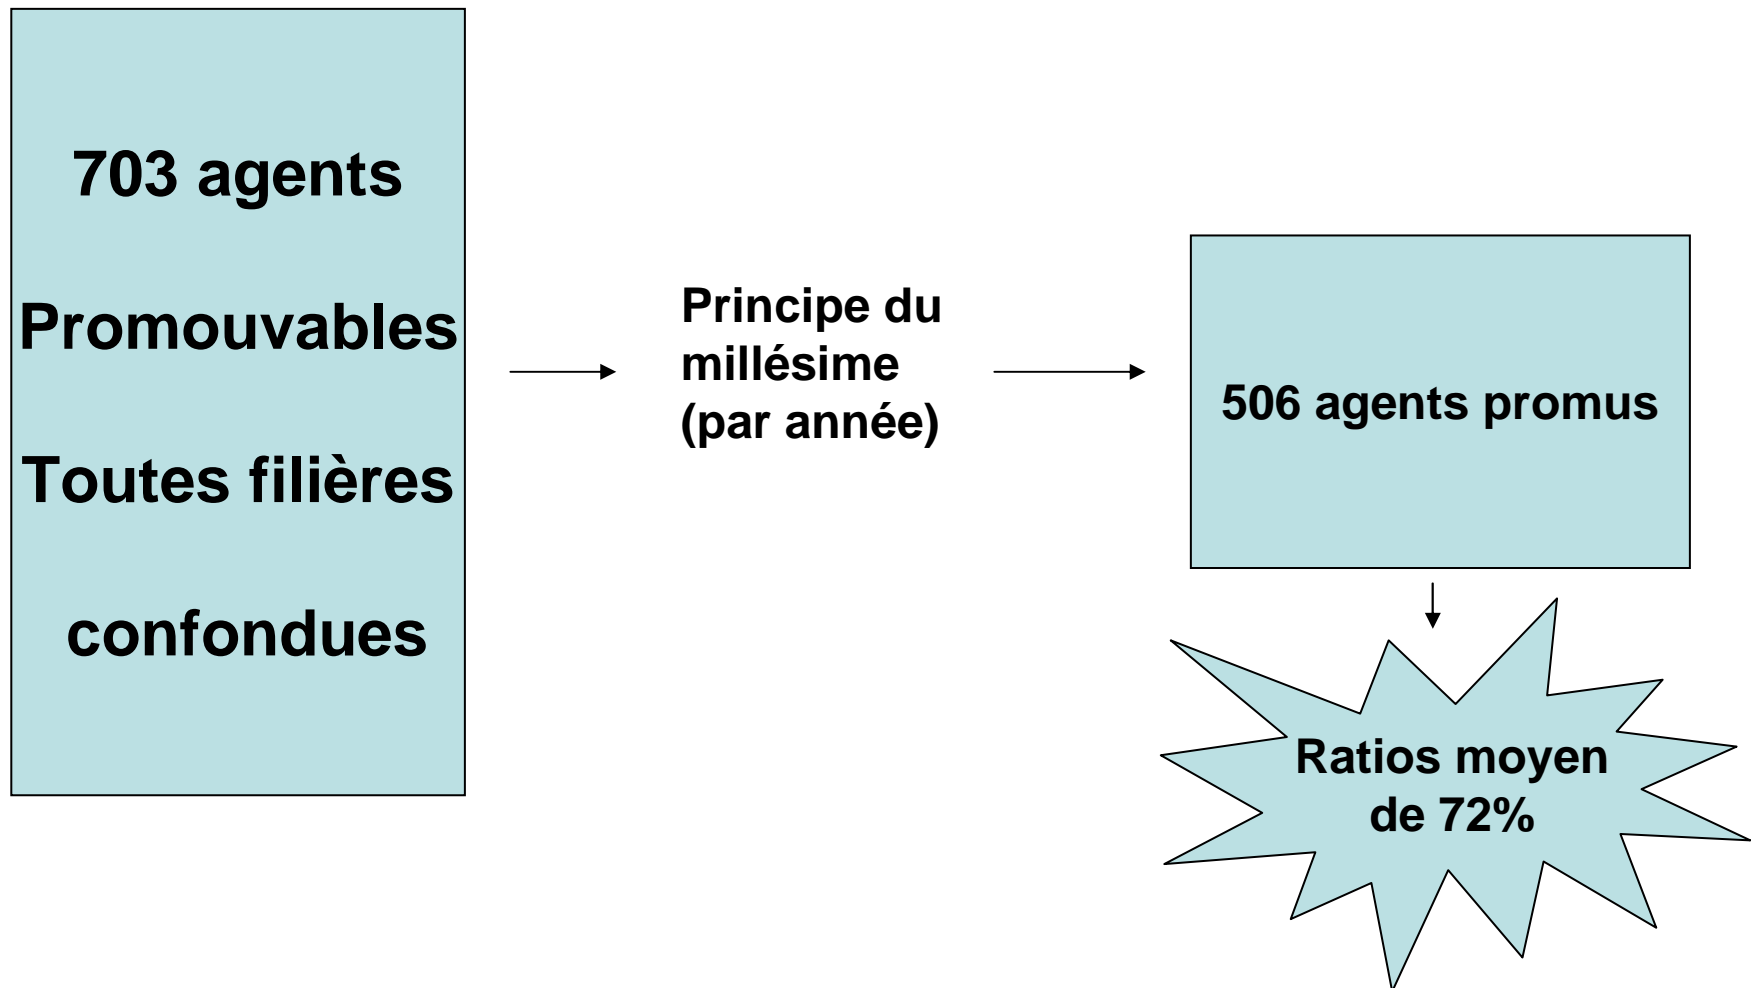 703 agents
Promouvables
Toutes filières
confondues
Principe du
millésime
(par année)
506 agents promus
Ratios moyen
de 72%